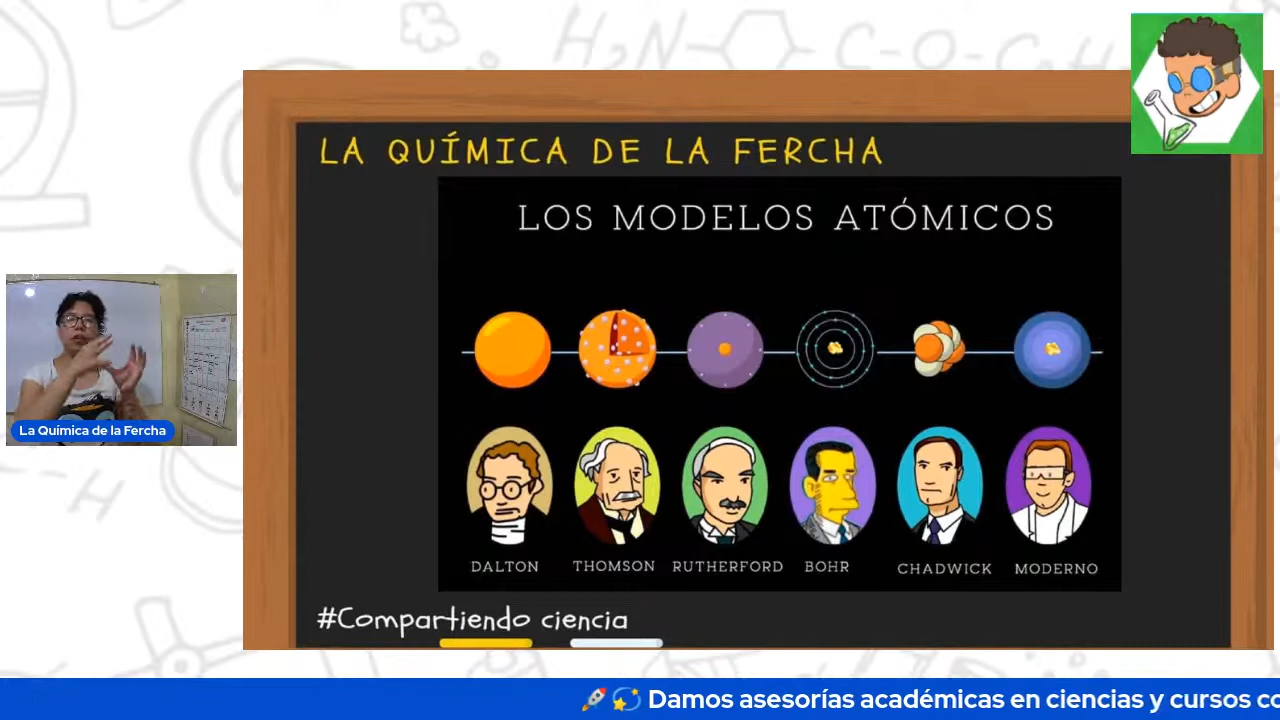 LA QUÍMICA DE LA FERCHA
LOS MODELOS ATÓMICOS
DALTON THOMSON RUTHERFORD BOHR CHADWICK MODERNO
#Compartiendo ciencia
La Química de la Fercha
🚀 💫 Damos asesorías académicas en ciencias y cursos